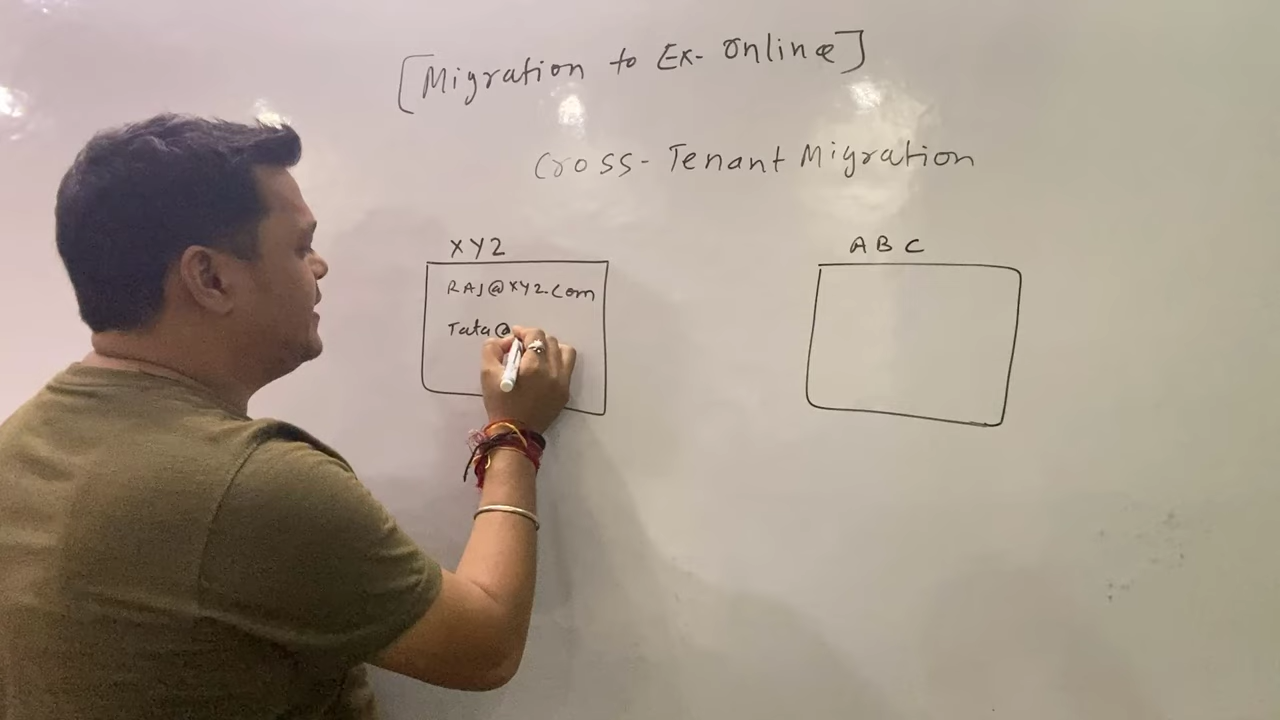 [Migration to Ex- Online]
Cross-Tenant Migration
XYZ
ABC
RAJ@XYZ.Com
Tata@